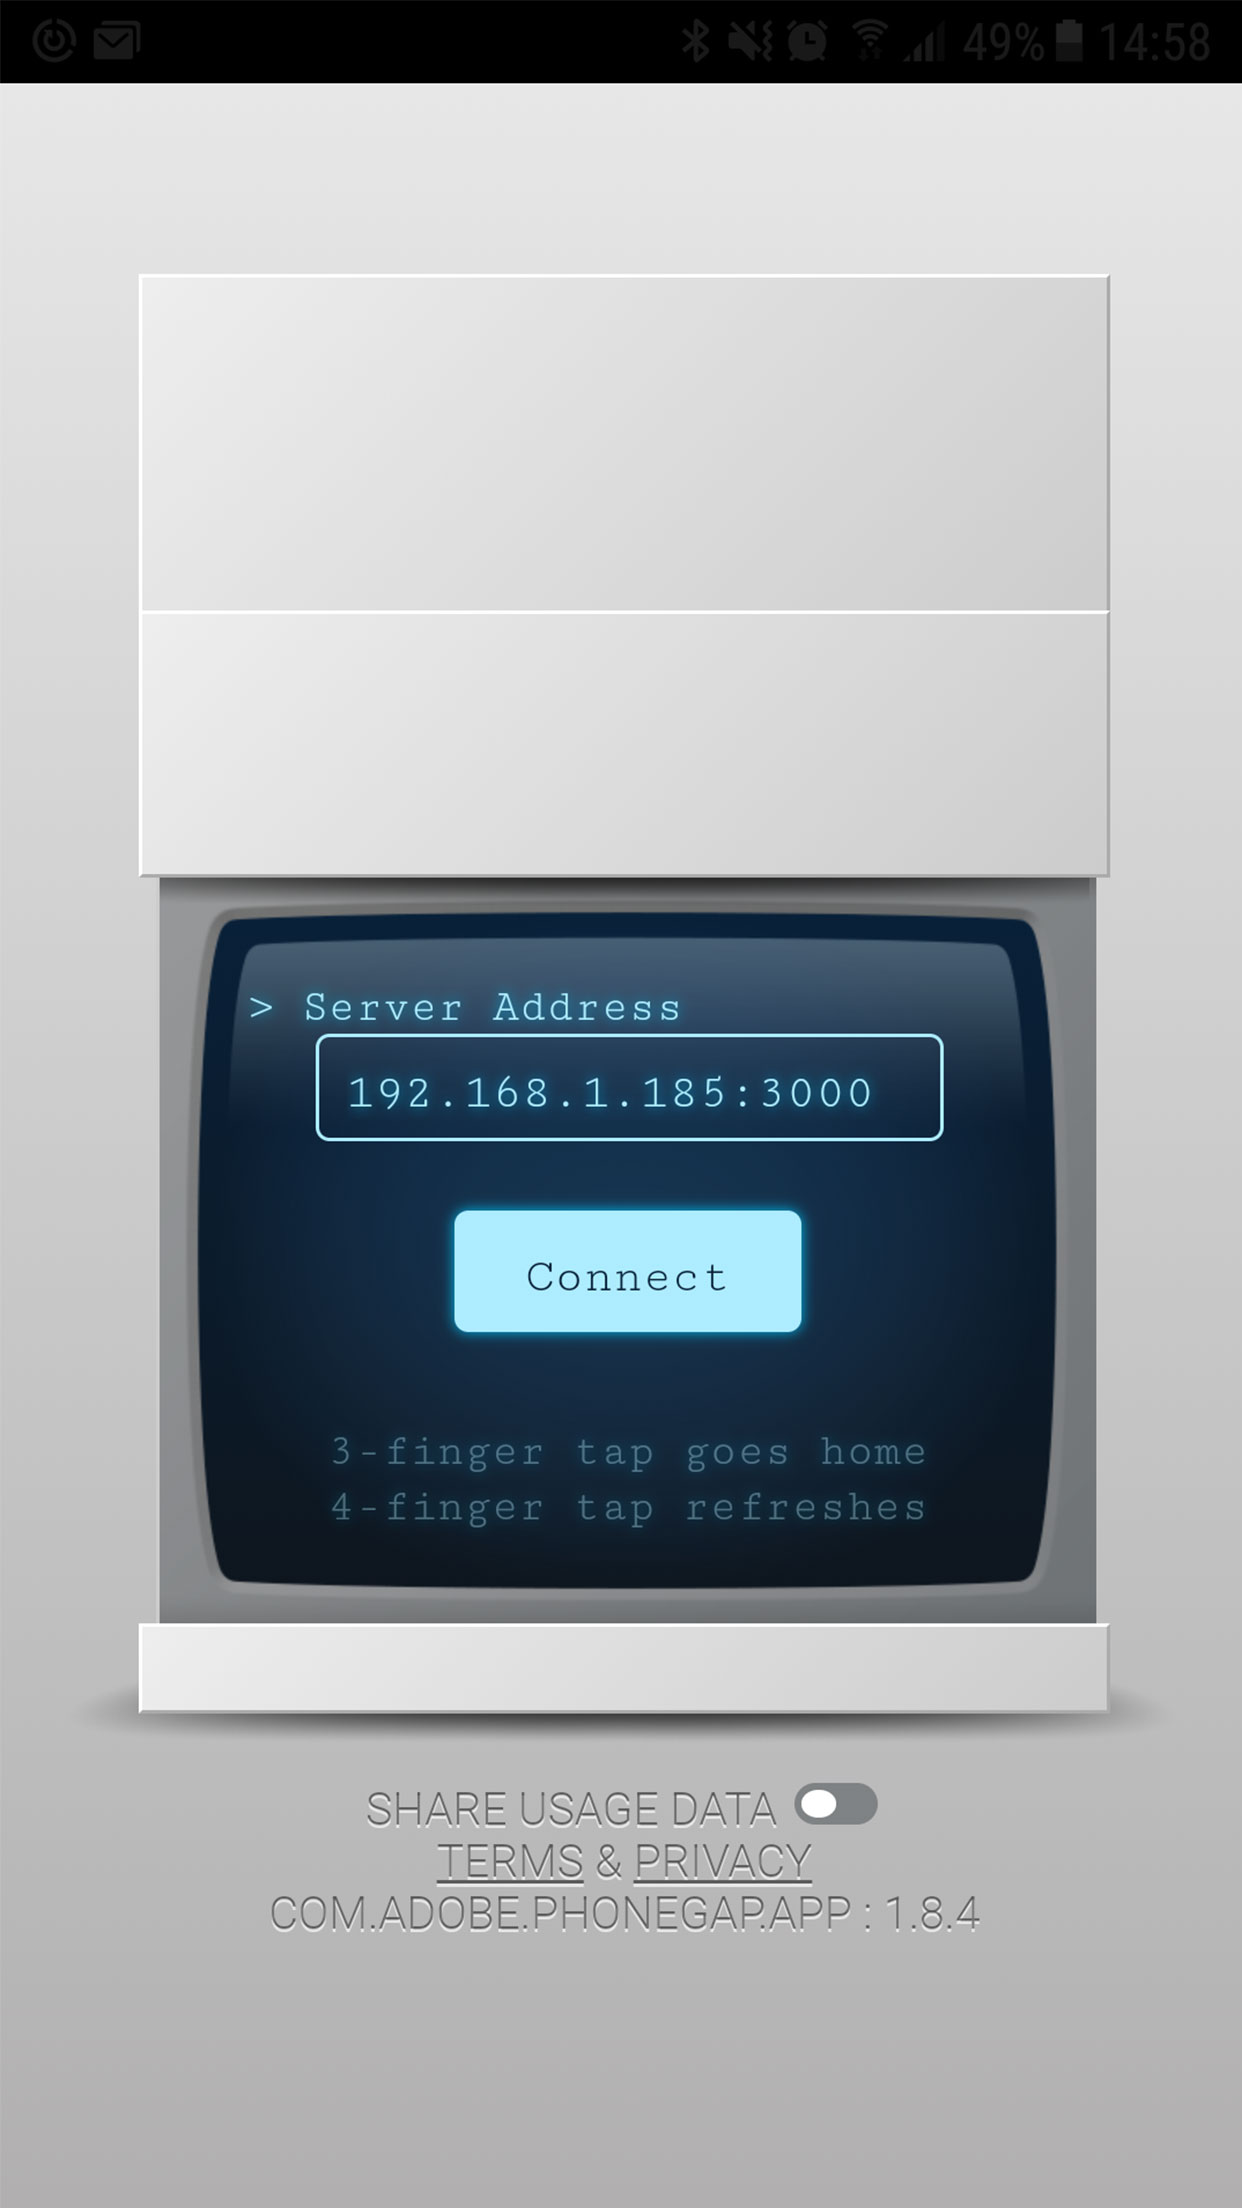 49% 14:58
> Server Address
192.168.1.185:3000
Connect
3-finger tap goes home
4-finger tap refreshes
SHARE USAGE DATA
TERMS & PRIVACY
COM.ADOBE.PHONEGAP.APP : 1.8.4